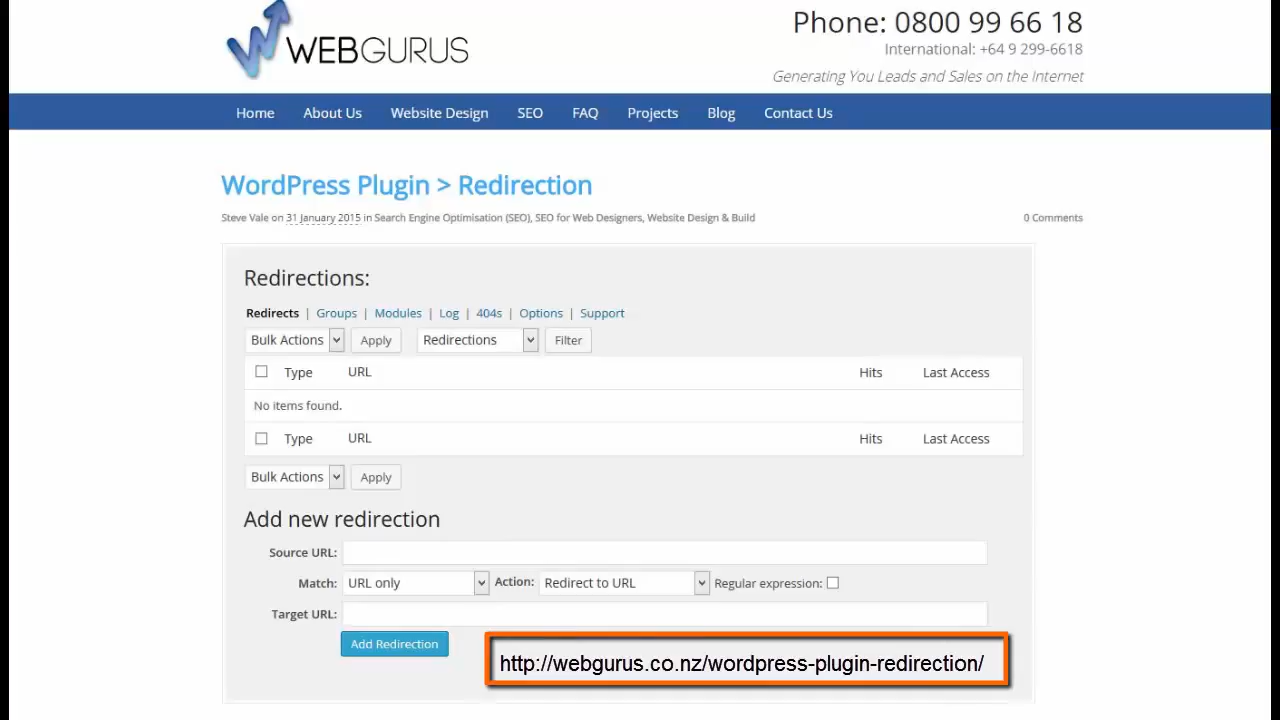 WEBGURUS
Phone: 0800 99 66 18
International: +64 9 299-6618
Generating You Leads and Sales on the Internet
Home About Us Website Design SEO FAQ Projects Blog Contact Us
WordPress Plugin > Redirection
Steve Vale on 31 January 2015 in Search Engine Optimisation (SEO), SEO for Web Designers, Website Design & Build 0 Comments
Redirections:
Redirects | Groups | Modules | Log | 404s | Options | Support
Bulk Actions Apply Redirections Filter
Type URL Hits Last Access
No items found.
Type URL Hits Last Access
Bulk Actions Apply
Add new redirection
Source URL:
Match: URL only Action: Redirect to URL Regular expression:
Target URL:
Add Redirection
http://webgurus.co.nz/wordpress-plugin-redirection/